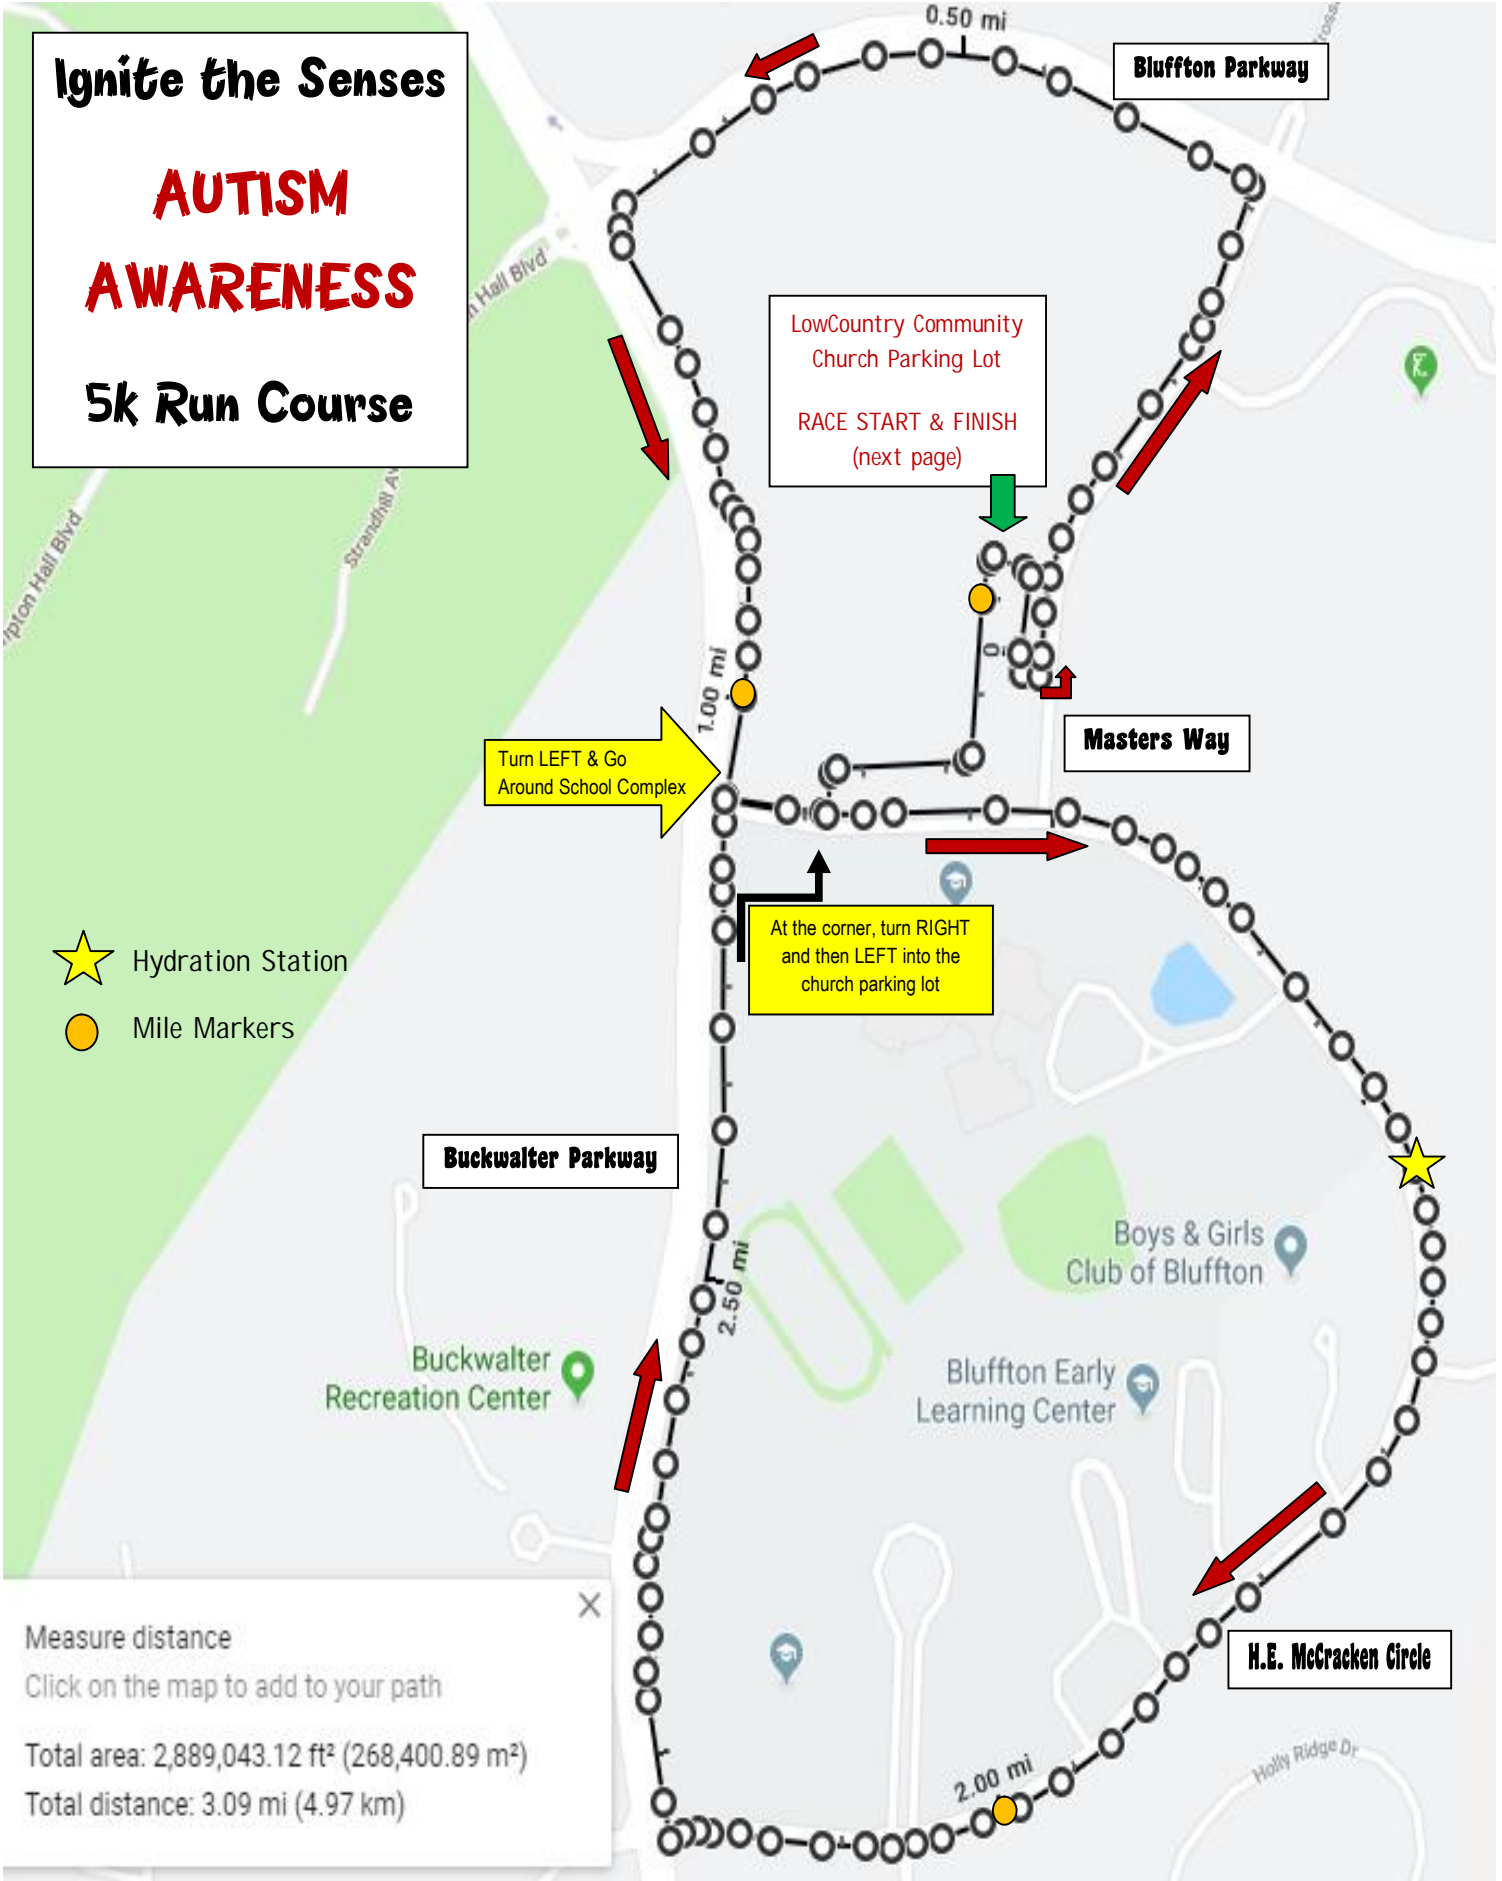 Ignite the Senses
AUTISM
AWARENESS
5k Run Course
0.50 mi
Bluffton Parkway
Hall Blvd
LowCountry Community
Church Parking Lot
RACE START & FINISH
(next page)
Strandhill
Hall Blvd
0
1.00 mi
Masters Way
Turn LEFT & Go
Around School Complex
At the corner, turn RIGHT
and then LEFT into the
church parking lot
Hydration Station
Mile Markers
Buckwalter Parkway
Boys & Girls
Club of Bluffton
2.50 mi
Buckwalter
Recreation Center
Bluffton Early
Learning Center
H.E. McCracken Circle
Holly Ridge Dr
2.00 mi
Measure distance
Click on the map to add to your path
Total area: 2,889,043.12 ft² (268,400.89 m²)
Total distance: 3.09 mi (4.97 km)